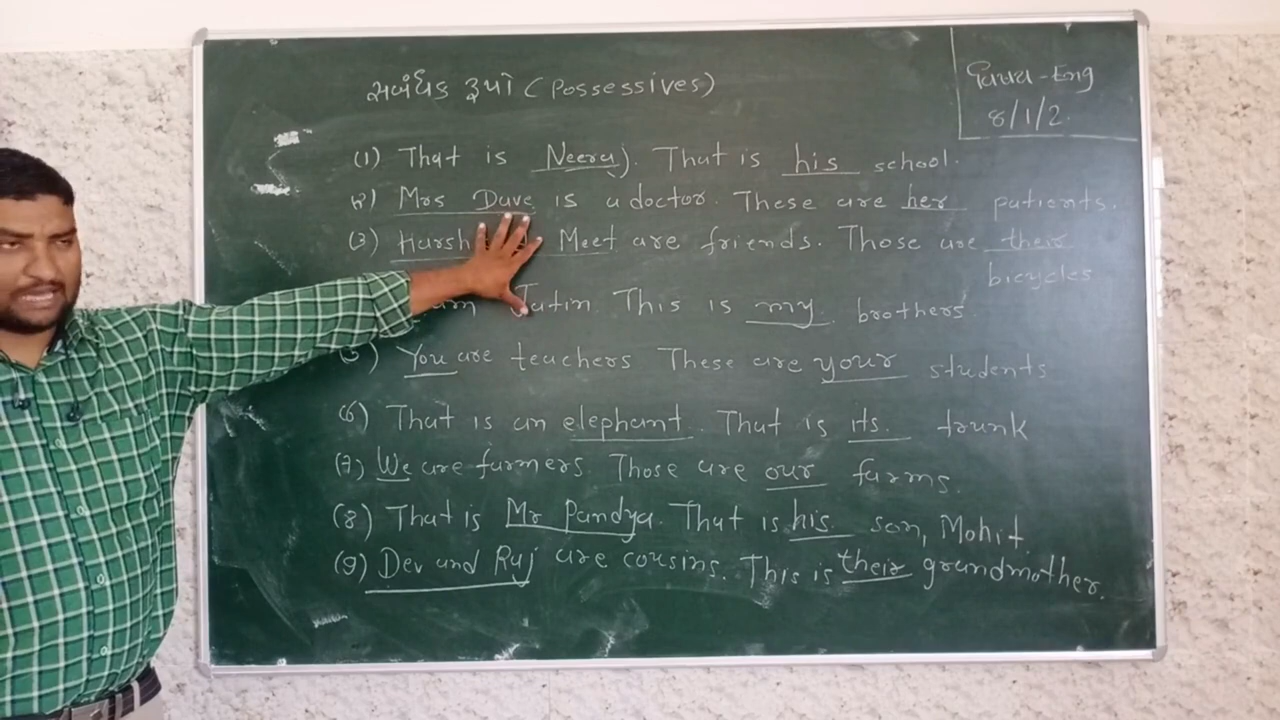 સબંધક રૂપો (Possessives)
વિષય - Eng
8/1/2
(1) That is Neeraj. That is his school.
(2) Mrs Dave is a doctor. These are her patients.
(3) Harsh Meet are friends. Those are their
bicycles
Jatin This is my brothers
(5) You are teachers These are your students
(6) That is an elephant. That is its trunk
(7) We are farmers. Those are our farms.
(8) That is Mr Pandya. That is his son, Mohit.
(9) Dev and Raj are cousins. This is their grandmother.